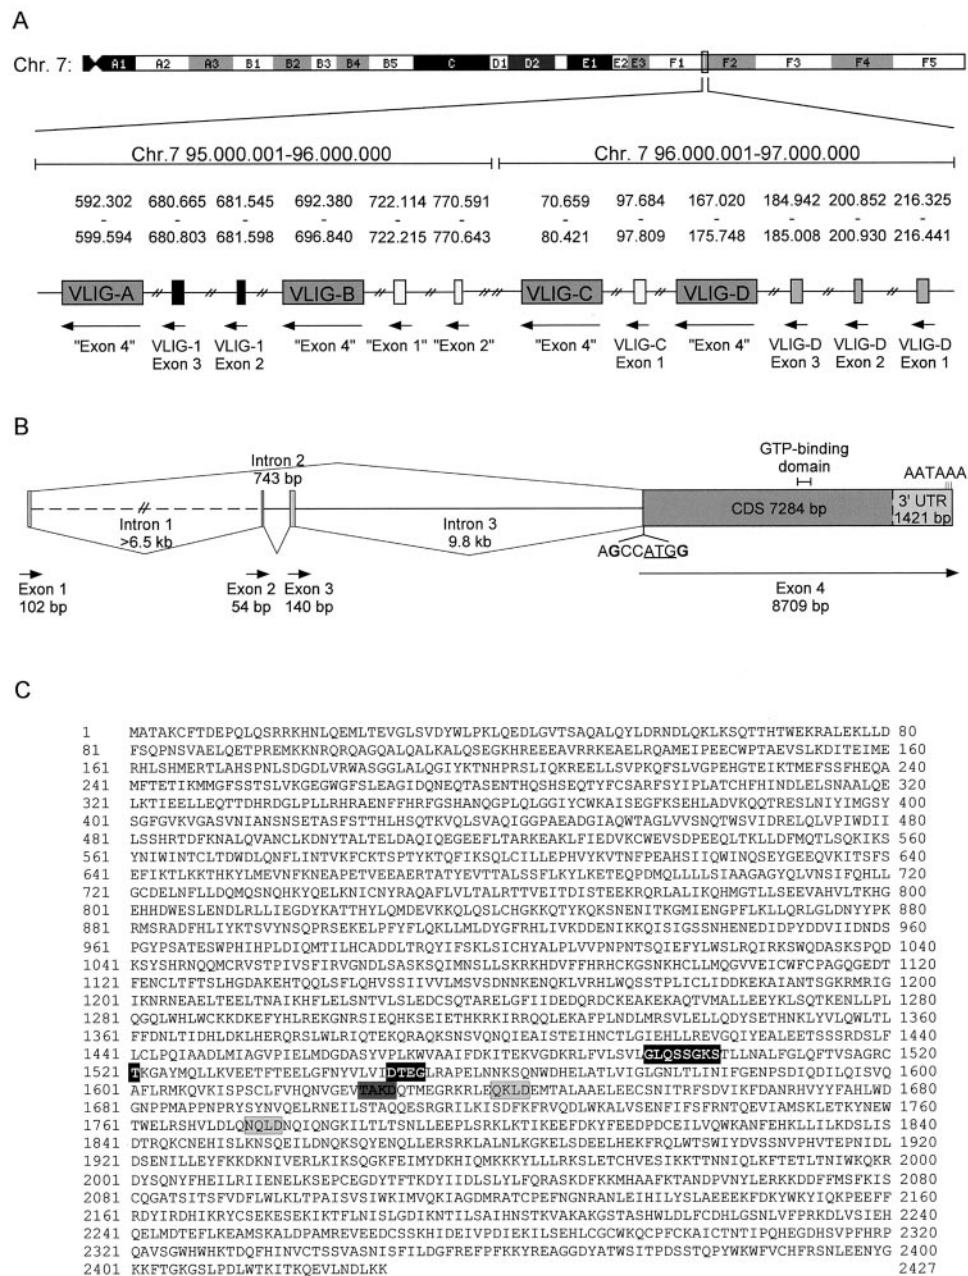 A
Chr. 7: A1 A2 A3 B1 B2 B3 B4 B5 C D1 D2 E1 E2 E3 F1 F2 F3 F4 F5
Chr.7 95.000.001-96.000.000 Chr.7 96.000.001-97.000.000
592.302 680.665 681.545 692.380 722.114 770.591 70.659 97.684 167.020 184.942 200.852 216.325
- - - - - - - - - - - -
599.594 680.803 681.598 696.840 722.215 770.643 80.421 97.809 175.748 185.008 200.930 216.441
VLIG-A VLIG-B VLIG-C VLIG-D
"Exon 4" VLIG-1 VLIG-1 "Exon 4" "Exon 1" "Exon 2" "Exon 4" VLIG-C "Exon 4" VLIG-D VLIG-D VLIG-D
Exon 3 Exon 2 Exon 1 Exon 3 Exon 2 Exon 1
B
GTP-binding
domain
Intron 2
743 bp
AATAAA
CDS 7284 bp
3' UTR
1421 bp
Intron 1
>6.5 kb
Intron 3
9.8 kb
AGCCATGG
Exon 1
102 bp
Exon 2
54 bp
Exon 3
140 bp
Exon 4
8709 bp
C
1 MATAKCFTDEPQLQSRRKHNLQEMLTEVGLSVDYWLPKLQEDLGVTSAQALQYLDRNDLQKLKSQTTHTWEKRALEKLLD 80
81 FSQPNSVAELQETPREMKKNRQRQAGQALQALKALQSEGKHREEEAVRRKEAELRQAMEIPEECWPTAEVSLKDITEIME 160
161 RHLSHMERTLAHSPNLSDGDLVRWASGGLALQGIYKTNHPRSLIQKREELLSVPKQFSLVGPEHGTEIKTMEFSSFHEQA 240
241 MFTETIKMMGFSSTSLVKGEGWGFSLEAGIDQNEQTASENTHQSHSEQTYFCSARFSYIPLATCHFHINDLELSNAALQE 320
321 LKTIEELLEQTTDHRDGLPLLRHRAENFFHRFGSHANQGPLQLGGIYCWKAISEGFKSEHLADVKQQTRESLNIYIMGSY 400
401 SGFGVKVGASVNIANSNSETASFSTTHLHSQTKVQLSVAQIGGPAEADGIAQWTAGLVVSNQTWSVIDRELQLVPIWDII 480
481 LSSHRTDFKNALQVANCLKDNYTALTELDAQIQEGEEFLTARKEAKLFIEDVKCWEVSDPEEQLTKLLDFMQTLSQKIKS 560
561 YNIWINTCLTDWDLQNFLINTVKFCKTSPTYKTQFIKSQLCILLEPHVYKVTNFPEAHSIIQWINQSEYGEEQVKITSFS 640
641 EFIKTLKKTHKYLMEVNFKNEAPETVEEAERTATYEVTTALSSFLKYLKETEQPDMQLLLLSIAAGAGYQLVNSIFQHLL 720
721 GCDELNFLLDQMQSNQHKYQELKNICNYRAQAFLVLTALRTTVEITDISTEEKRQRLALIKQHMGTLLSEEVAHVLTKHG 800
801 EHHDWESLENDLRLLIEGDYKATTHYLQMDEVKKQLQSLCHGKKQTYKQKSNENITKGMIENGPFLKLLQRLGLDNYYPK 880
881 RMSRADFHLIYKTSVYNSQPRSEKELPFYFLQKLLMLDYGFRHLIVKDDENIKKQISIGSSNHENEDIDPYDDVIIDNDS 960
961 PGYPSATESWPHIHPLDIQMTILHCADDLTRQYIFSKLSICHYALPLVVPNPNTSQIEFYLWSLRQIRKSWQDASKSPQD 1040
1041 KSYSHRNQQMCRVSTPIVSFIRVGNDLSASKSQIMNSLLSKRKHDVFFHRHCKGSNKHCLLMQGVVEICWFCPAGQGEDT 1120
1121 FENCLTFTSLHGDAKEHTQQLSFLQHVSSIIVVLMSVSDNNKENQKLVRHLWQSSTPLICLIDDKEKAIANTSGKRMRIG 1200
1201 IKNRNEAELTEELTNAIKHFLELSNTVLSLEDCSQTARELGFIIDEDQRDCKEAKEKAQTVMALLEEYKLSQTKENLLPL 1280
1281 QGQLWHLWCKKDKEFYHLREKGNRSIEQHKSEIETHKRKIRRQQLEKAFPLNDLMRSVLELLQDYSETHNKLYVLQWLTL 1360
1361 FFDNLTIDHLDKLHERQRSLWLRIQTEKQRAQKSNSVQNQIEAISTEIHNCTLGIEHLLREVGQIYEALEETSSSRDSLF 1440
1441 LCLPQIAADLMIAGVPIELMDGDASYVPLKWVAAIFDKITEKVGDKRLFVLSVLGLQSSGKSTLLNALFGLQFTVSAGRC 1520
1521 TKGAYMQLLKVEETFTEELGFNYVLVIDTEGLRAPELNNKSQNWDHELATLVIGLGNLTLINIFGENPSDIQDILQISVQ 1600
1601 AFLRMKQVKISPSCLFVHQNVGEVTAKDQTMEGRKRLEQKLDEMTALAAELEECSNITRFSDVIKFDANRHVYYFAHLWD 1680
1681 GNPPMAPPNPRYSYNVQELRNEILSTAQQESRGRILKISDFKFRVQDLWKALVSENFIFSFRNTQEVIAMSKLETKYNEW 1760
1761 TWELRSHVLDLQNQLDNQIQNGKILTLTSNLLEEPLSRKLKTIKEEFDKYFEEDPDCEILVQWKANFEHKLLILKDSLIS 1840
1841 DTRQKCNEHISLKNSQEILDNQKSQYENQLLERSRKLALNLKGKELSDEELHEKFRQLWTSWIYDVSSNVPHVTEPNIDL 1920
1921 DSENILLEYFKKDKNIVERLKIKSQGKFEIMYDKHIQMKKKYLLLRKSLETCHVESIKKTTNNIQLKFTETLTNIWKQKR 2000
2001 DYSQNYFHEILRIIENELKSEPCEGDYTFTKDYIIDLSLYLFQRASKDFKKMHAAFKTANDPVNYLERKKDDFFMSFKIS 2080
2081 CQGATSITSFVDFLWLKLTPAISVSIWKIMVQKIAGDMRATCPEFNGNRANLEIHILYSLAEEEKFDKYWKYIQKPEEFF 2160
2161 RDYIRDHIKRYCSEKESEKIKTFLNISLGDIKNTILSAIHNSTKVAKAKGSTASHWLDLFCDHLGSNLVFPRKDLVSIEH 2240
2241 QELMDTEFLKEAMSKALDPAMREVEEDCSSKHIDEIVPDIEKILSEHLCGCWKQCPFCKAICTNTIPQHEGDHSVPFHRP 2320
2321 QAVSGWHWHKTDQFHINVCTSSVASNISFILDGFREFPFKKYREAGGDYATWSITPDSSTQPYWKWFVCHFRSNLEENYG 2400
2401 KKFTGKGSLPDLWTKITKQEVLNDLKK 2427